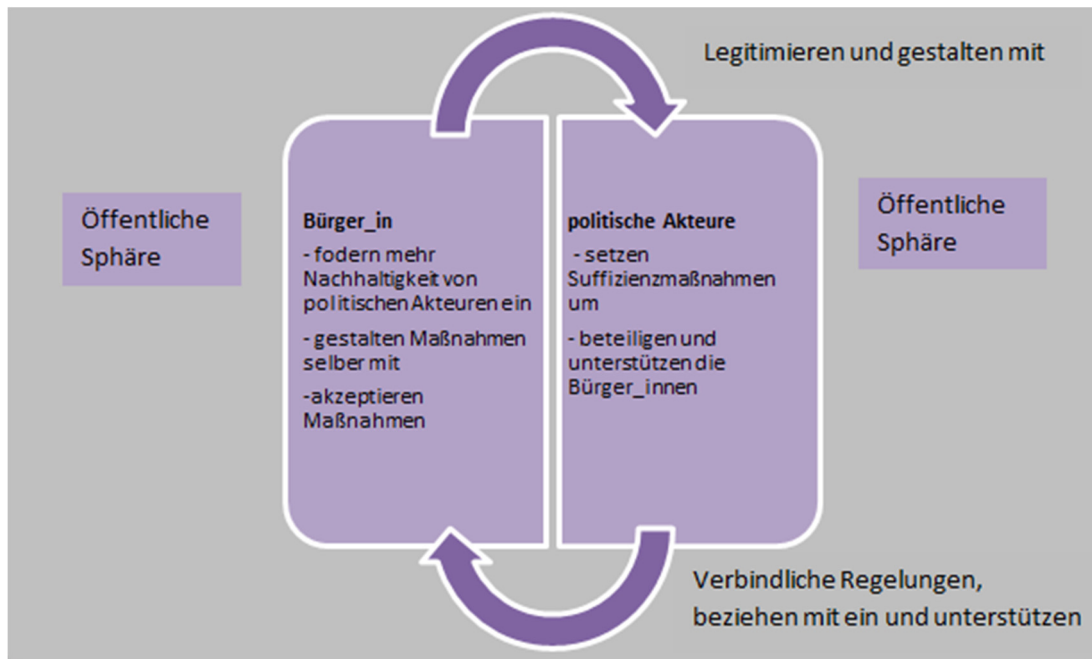 Legitimieren und gestalten mit
Öffentliche
Sphäre
Bürger_in
- fodern mehr
Nachhaltigkeit von
politischen Akteuren ein
- gestalten Maßnahmen
selber mit
-akzeptieren
Maßnahmen
politische Akteure
- setzen
Suffizienzmaßnahmen
um
- beteiligen und
unterstützen die
Bürger_innen
Öffentliche
Sphäre
Verbindliche Regelungen,
beziehen mit ein und unterstützen